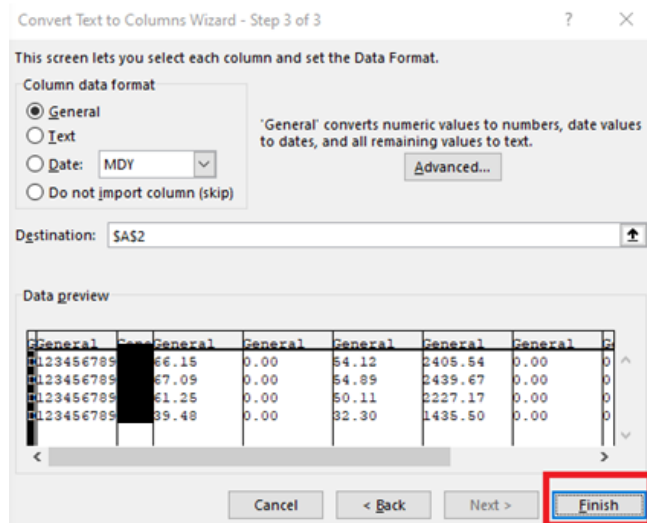 Convert Text to Columns Wizard - Step 3 of 3 ? ×
This screen lets you select each column and set the Data Format.
Column data format
General
Text
Date: MDY
Do not import column (skip)
'General' converts numeric values to numbers, date values
to dates, and all remaining values to text.
Advanced...
Destination: $A$2
Data preview
General General General General General General
123456789 66.15 0.00 54.12 2405.54 0.00 0
123456789 67.09 0.00 54.89 2439.67 0.00 0
123456789 61.25 0.00 50.11 2227.17 0.00 0
123456789 39.48 0.00 32.30 1435.50 0.00 0
Cancel < Back Next > Finish